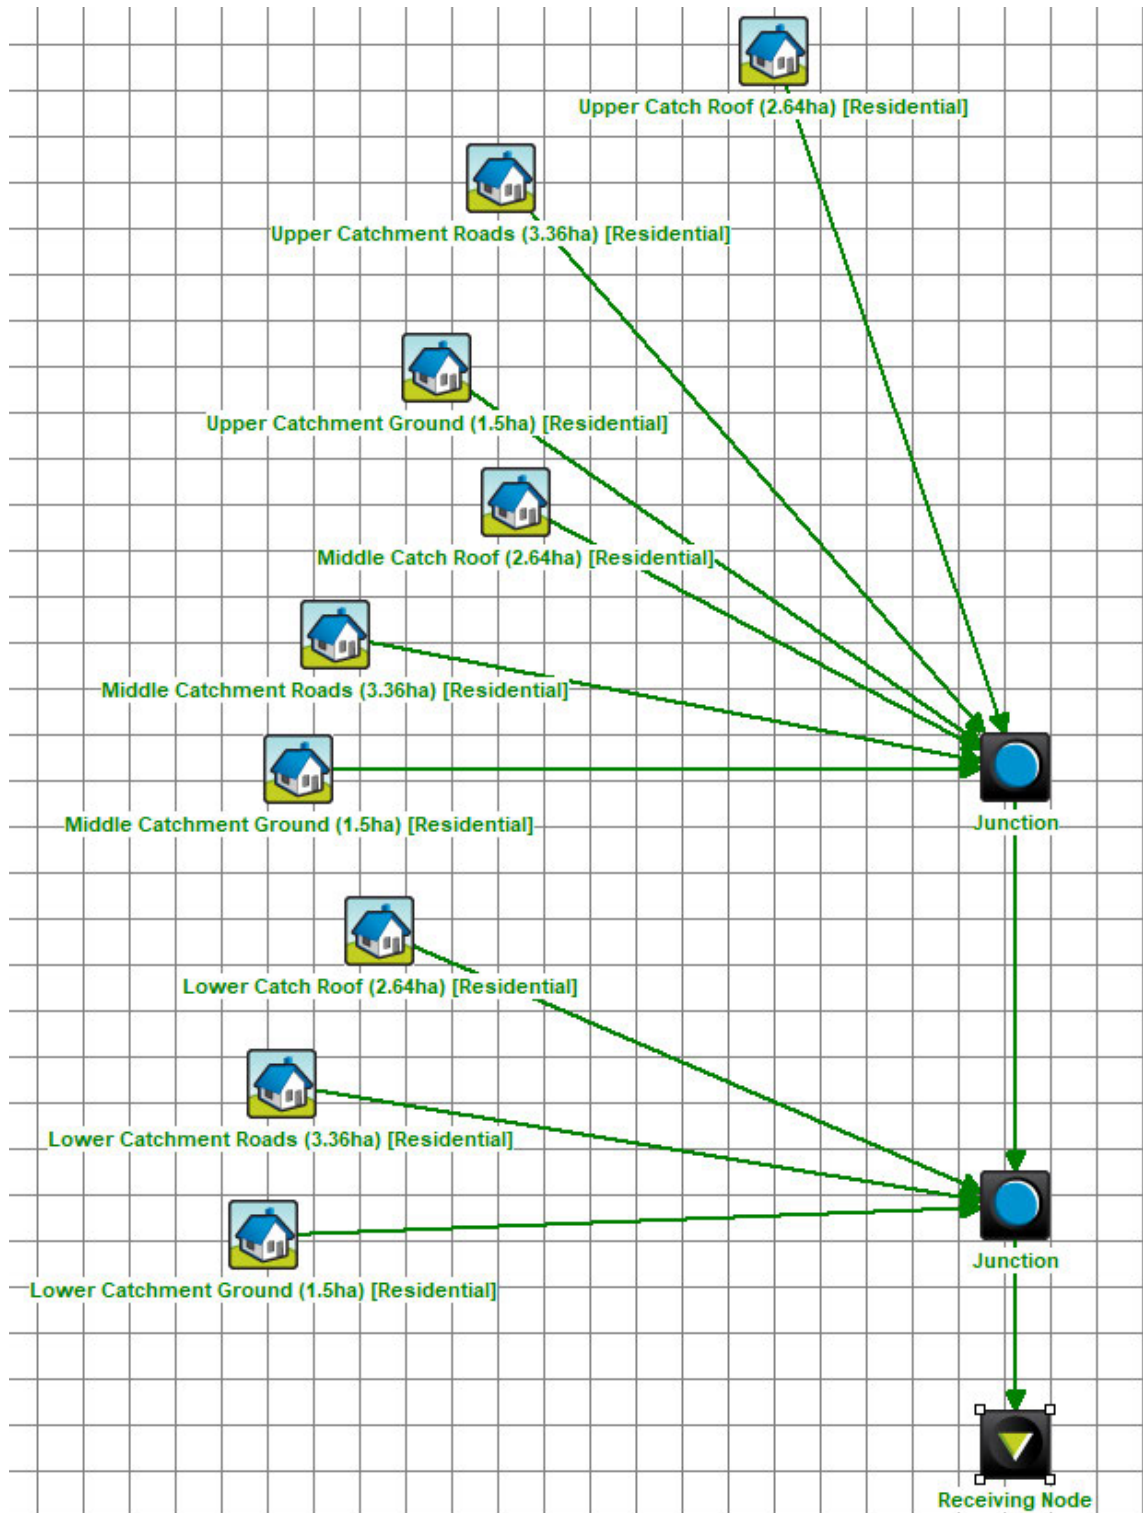 Upper Catch Roof (2.64ha) [Residential]
Upper Catchment Roads (3.36ha) [Residential]
Upper Catchment Ground (1.5ha) [Residential]
Middle Catch Roof (2.64ha) [Residential]
Middle Catchment Roads (3.36ha) [Residential]
Middle Catchment Ground (1.5ha) [Residential]
Junction
Lower Catch Roof (2.64ha) [Residential]
Lower Catchment Roads (3.36ha) [Residential]
Junction
Lower Catchment Ground (1.5ha) [Residential]
Receiving Node